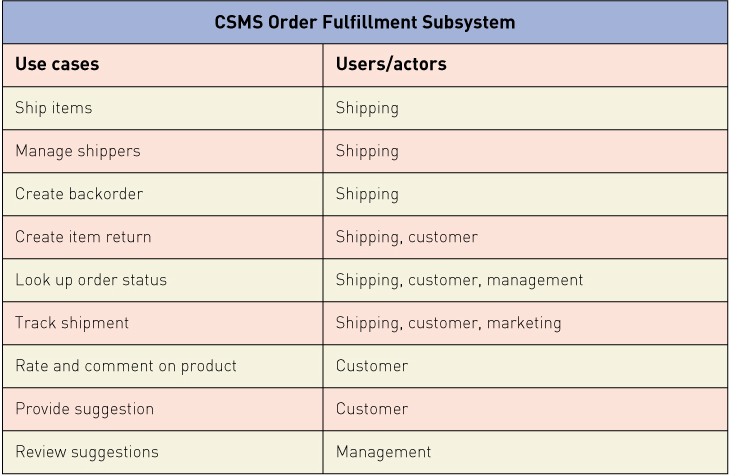 CSMS Order Fulfillment Subsystem
Use cases Users/actors
Ship items Shipping
Manage shippers Shipping
Create backorder Shipping
Create item return Shipping, customer
Look up order status Shipping, customer, management
Track shipment Shipping, customer, marketing
Rate and comment on product Customer
Provide suggestion Customer
Review suggestions Management